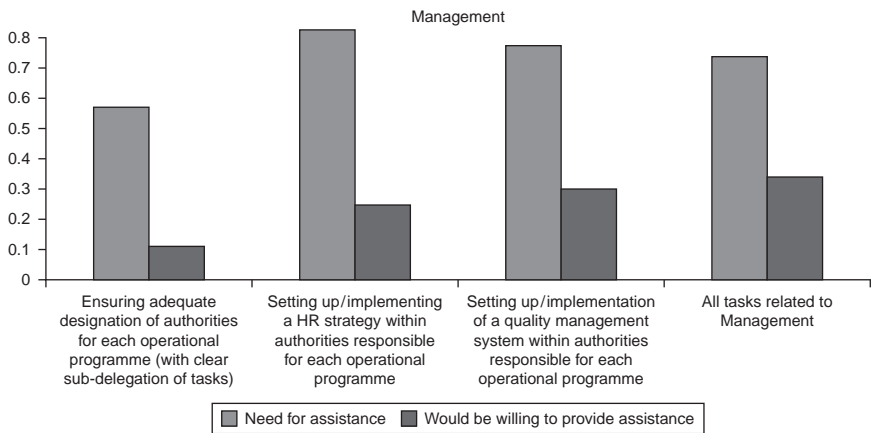 Management
0.8
0.7
0.6
0.5
0.4
0.3
0.2
0.1
0
Ensuring adequate
designation of authorities
for each operational
programme (with clear
sub-delegation of tasks)
Setting up/implementing
a HR strategy within
authorities responsible
for each operational
programme
Setting up/implementation
of a quality management
system within authorities
responsible for each
operational programme
All tasks related to
Management
Need for assistance
Would be willing to provide assistance